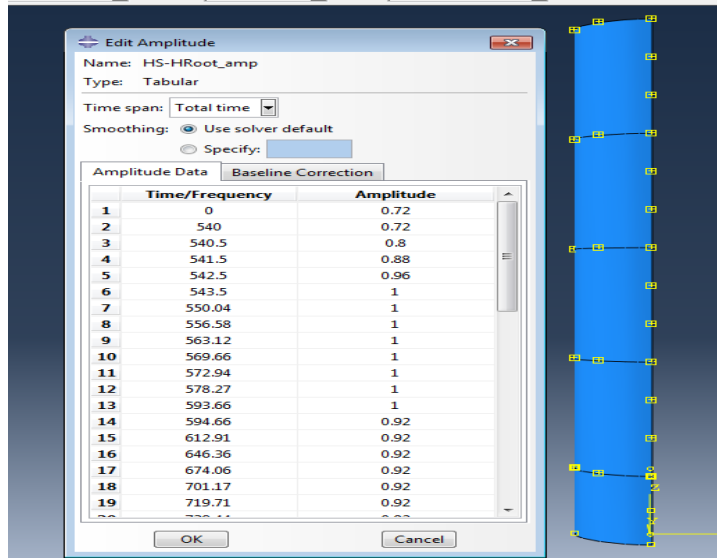 Edit Amplitude
Name: HS-HRoot_amp
Type: Tabular
Time span: Total time
Smoothing: Use solver default
Specify:
Amplitude Data Baseline Correction
Time/Frequency Amplitude
1 0 0.72
2 540 0.72
3 540.5 0.8
4 541.5 0.88
5 542.5 0.96
6 543.5 1
7 550.04 1
8 556.58 1
9 563.12 1
10 569.66 1
11 572.94 1
12 578.27 1
13 593.66 1
14 594.66 0.92
15 612.91 0.92
16 646.36 0.92
17 674.06 0.92
18 701.17 0.92
19 719.71 0.92
OK Cancel
Z
Y